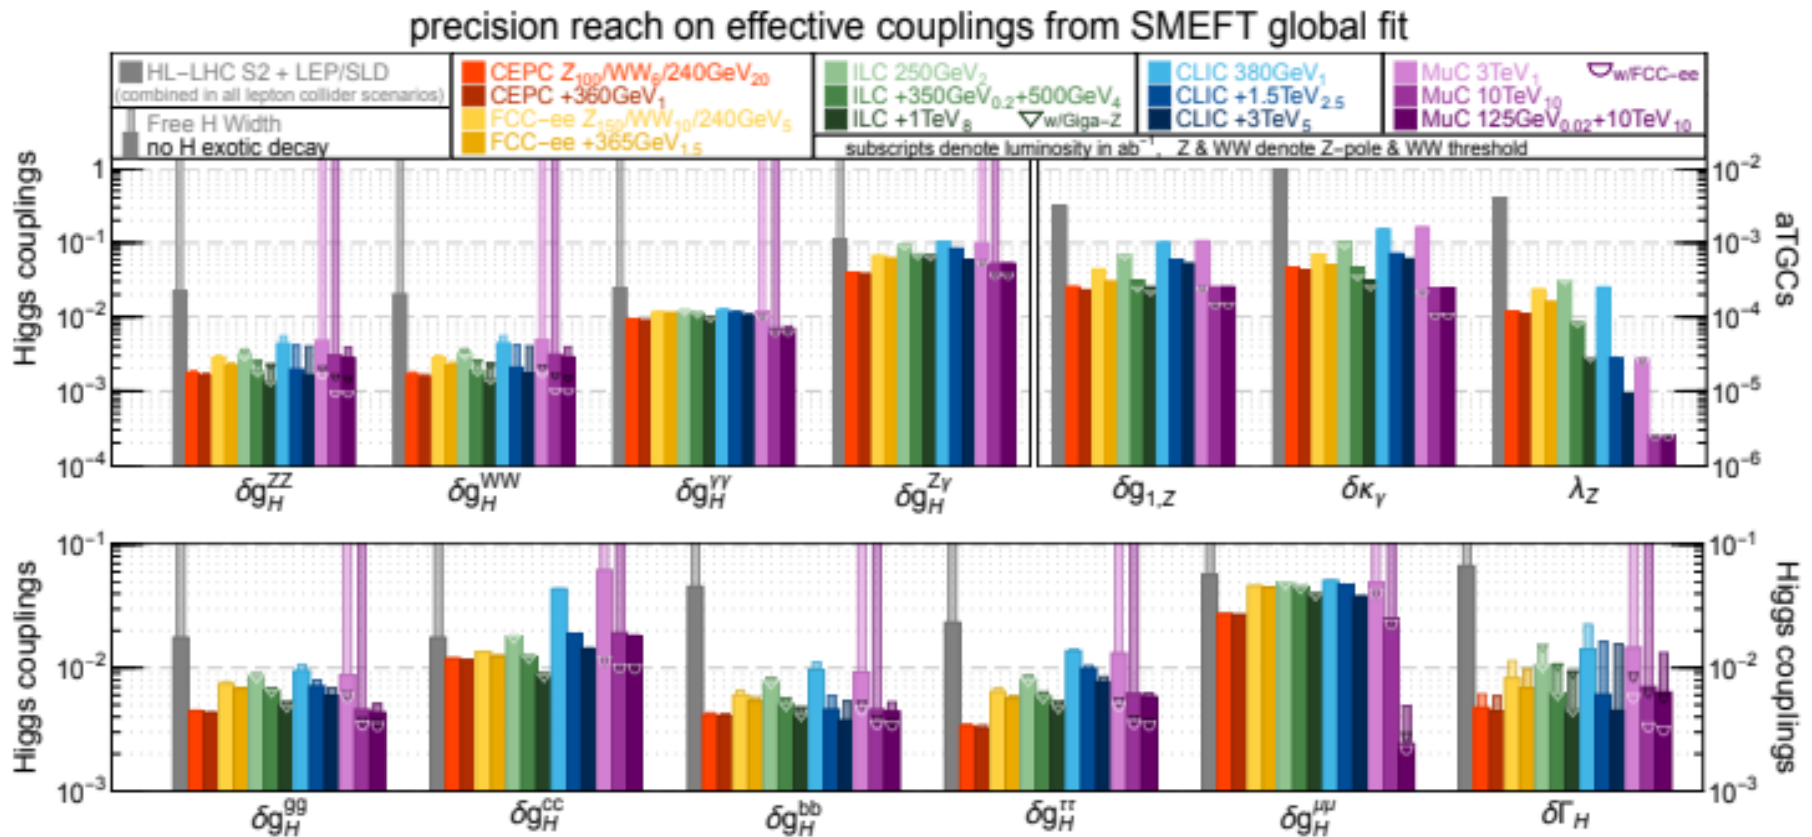 precision reach on effective couplings from SMEFT global fit
HL−LHC S2 + LEP/SLD
(combined in all lepton collider scenarios)
Free H Width
no H exotic decay
CEPC Z₁₀₀/WW₆/240GeV₂₀
CEPC +360GeV₁
FCC−ee Z₁₅₀/WW₁₀/240GeV₅
FCC−ee +365GeV₁.₅
ILC 250GeV₂
ILC +350GeV₀.₂+500GeV₄
ILC +1TeV₈ w/Giga−Z
CLIC 380GeV₁
CLIC +1.5TeV₂.₅
CLIC +3TeV₅
MuC 3TeV₁ w/FCC−ee
MuC 10TeV₁₀
MuC 125GeV₀.₀₂+10TeV₁₀
subscripts denote luminosity in ab⁻¹, Z & WW denote Z−pole & WW threshold
Higgs couplings
1
10⁻¹
10⁻²
10⁻³
10⁻⁴
10⁻²
10⁻³
10⁻⁴
10⁻⁵
10⁻⁶
aTGCs
δg_H^ZZ
δg_H^WW
δg_H^γγ
δg_H^Zγ
δg₁,Z
δκ_γ
λ_Z
Higgs couplings
10⁻¹
10⁻²
10⁻³
10⁻¹
10⁻²
10⁻³
Higgs couplings
δg_H^gg
δg_H^cc
δg_H^bb
δg_H^ττ
δg_H^μμ
δΓ_H